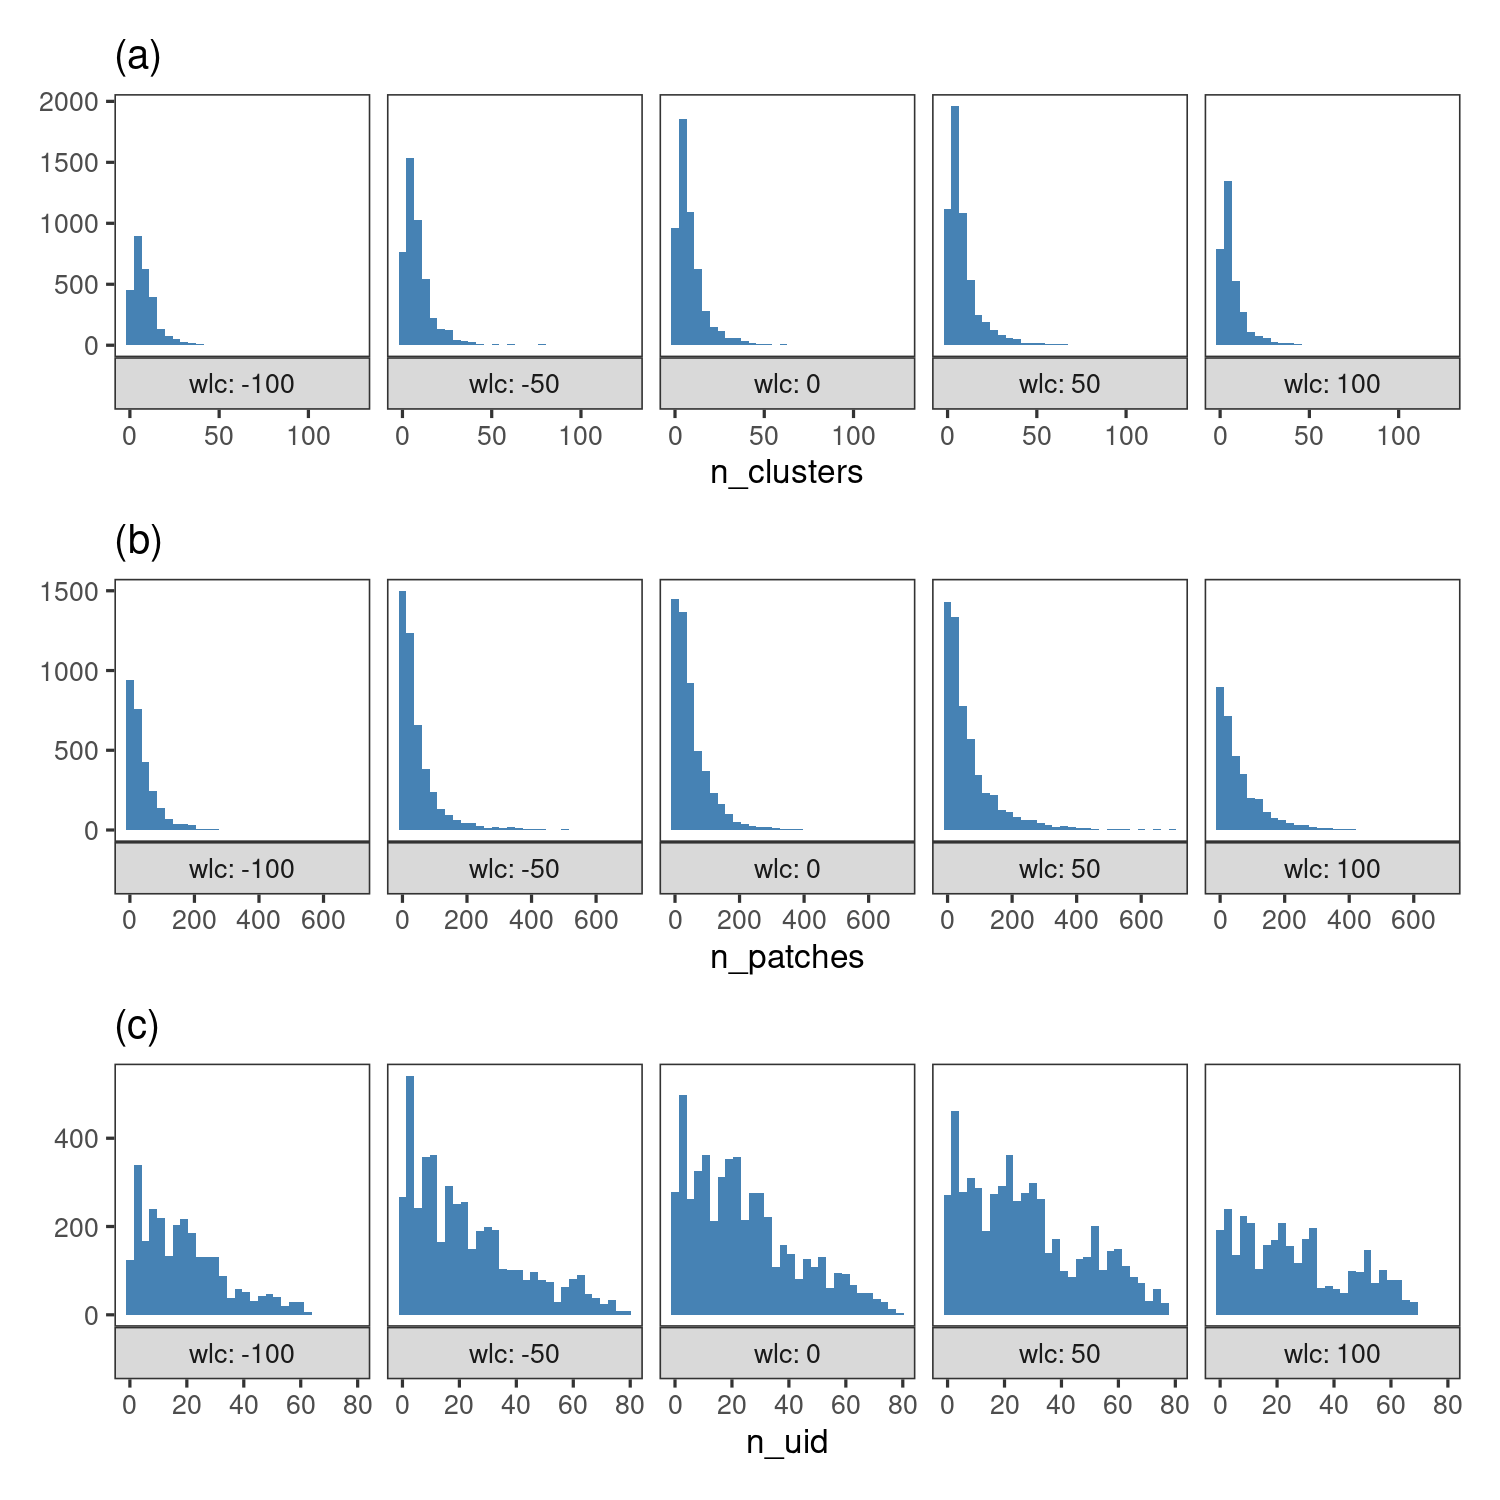 (a)
2000
1500
1000
500
0
wlc: -100 wlc: -50 wlc: 0 wlc: 50 wlc: 100
0 50 100 0 50 100 0 50 100 0 50 100 0 50 100
n_clusters
(b)
1500
1000
500
0
wlc: -100 wlc: -50 wlc: 0 wlc: 50 wlc: 100
0 200 400 600 0 200 400 600 0 200 400 600 0 200 400 600 0 200 400 600
n_patches
(c)
400
200
0
wlc: -100 wlc: -50 wlc: 0 wlc: 50 wlc: 100
0 20 40 60 80 0 20 40 60 80 0 20 40 60 80 0 20 40 60 80 0 20 40 60 80
n_uid